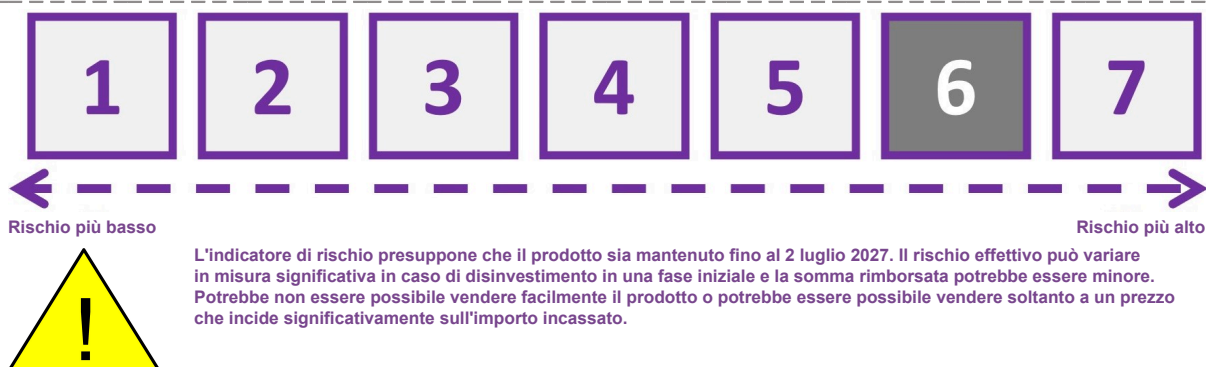 1 2 3 4 5 6 7
Rischio più basso Rischio più alto
!
L'indicatore di rischio presuppone che il prodotto sia mantenuto fino al 2 luglio 2027. Il rischio effettivo può variare
in misura significativa in caso di disinvestimento in una fase iniziale e la somma rimborsata potrebbe essere minore.
Potrebbe non essere possibile vendere facilmente il prodotto o potrebbe essere possibile vendere soltanto a un prezzo
che incide significativamente sull'importo incassato.